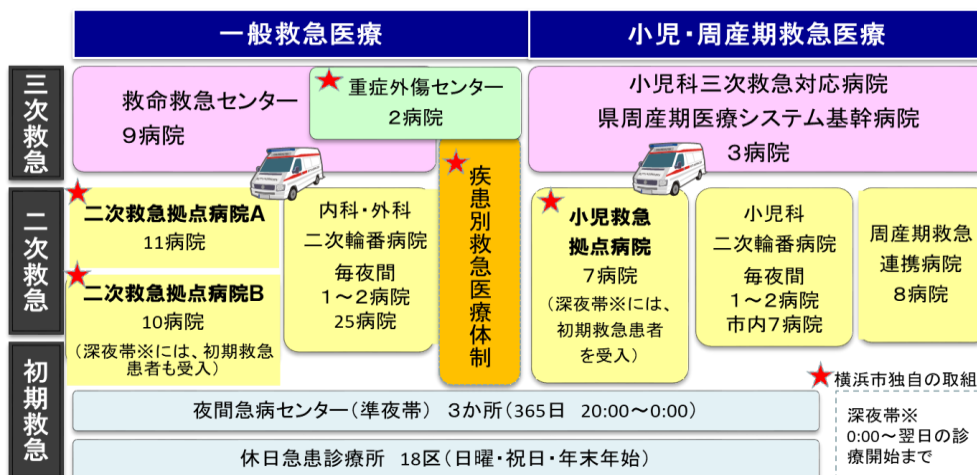 一般救急医療
小児・周産期救急医療
三次救急
救命救急センター
9病院
★重症外傷センター
2病院
小児科三次救急対応病院
県周産期医療システム基幹病院
3病院
二次救急
★二次救急拠点病院A
11病院
★二次救急拠点病院B
10病院
(深夜帯※には、初期救急
患者も受入)
内科・外科
二次輪番病院
毎夜間
1～2病院
25病院
★疾患別救急医療体制
★小児救急
拠点病院
7病院
(深夜帯※には、
初期救急患者
を受入)
小児科
二次輪番病院
毎夜間
1～2病院
市内7病院
周産期救急
連携病院
8病院
初期救急
夜間急病センター(準夜帯) 3か所(365日 20:00～0:00)
休日急患診療所 18区(日曜・祝日・年末年始)
★横浜市独自の取組
深夜帯※
0:00～翌日の診
療開始まで